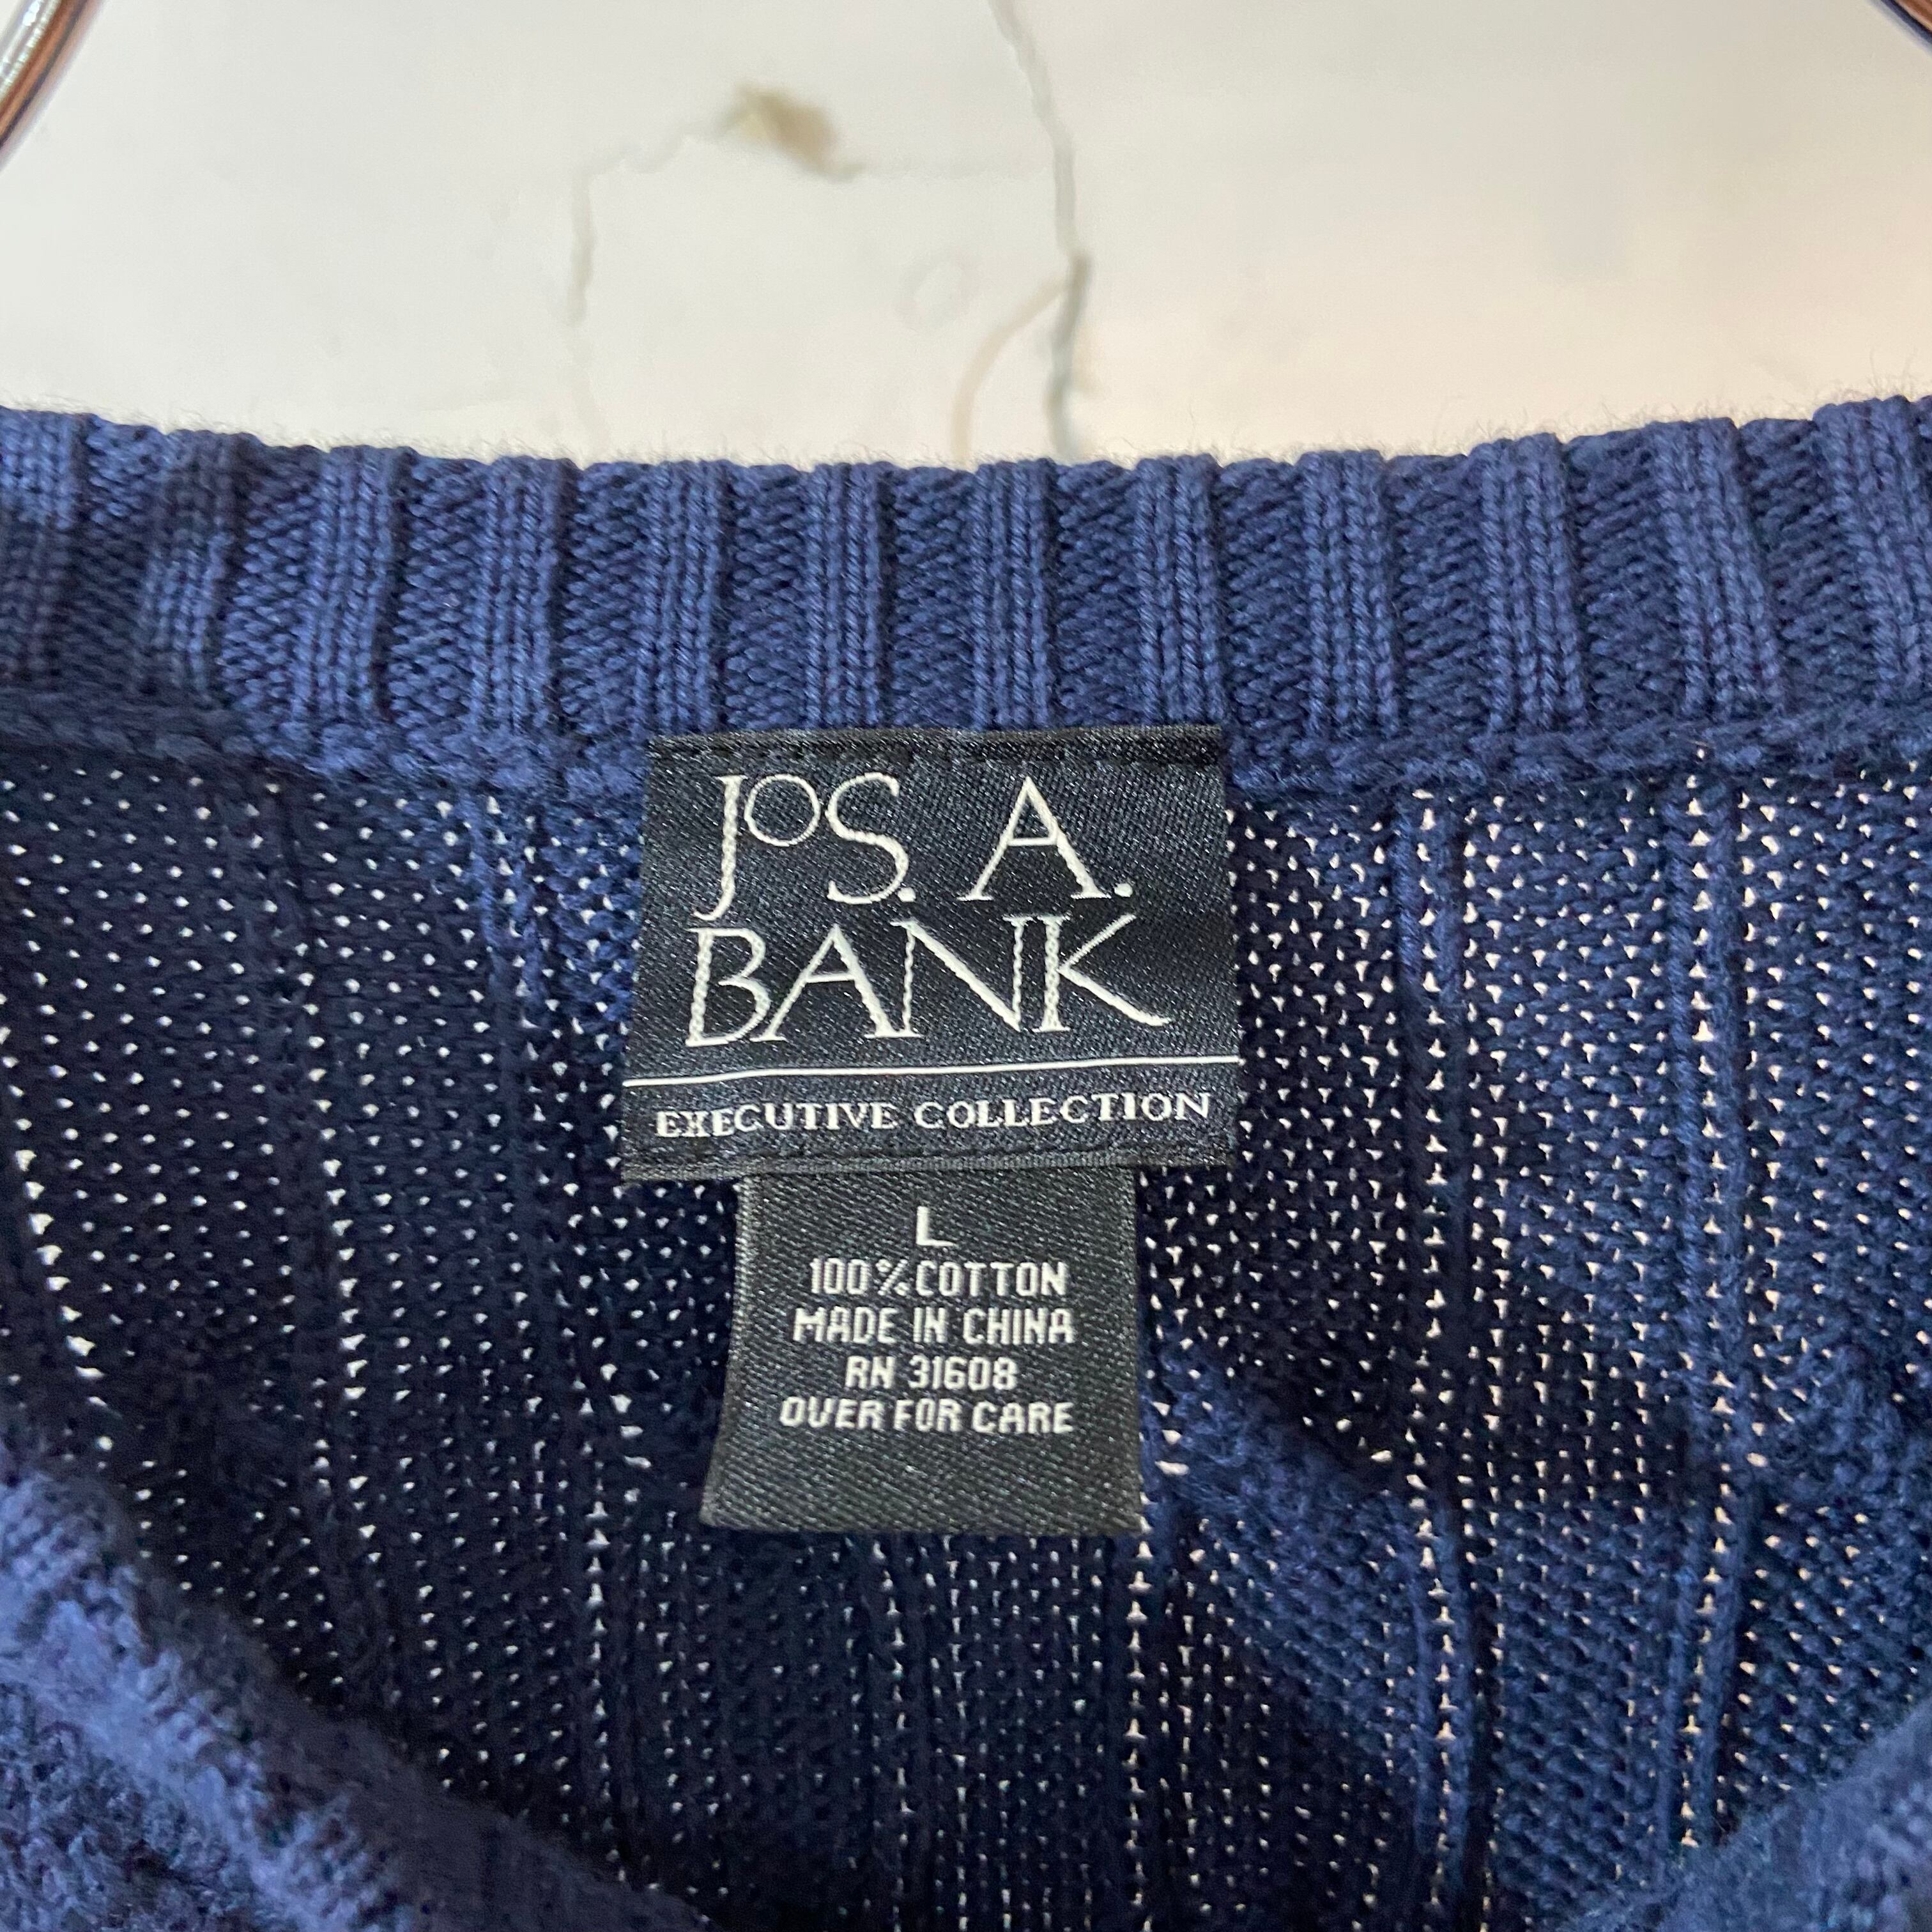 JOS. A.
BANK
EXECUTIVE COLLECTION
L
100% COTTON
MADE IN CHINA
RN 31608
OVER FOR CARE